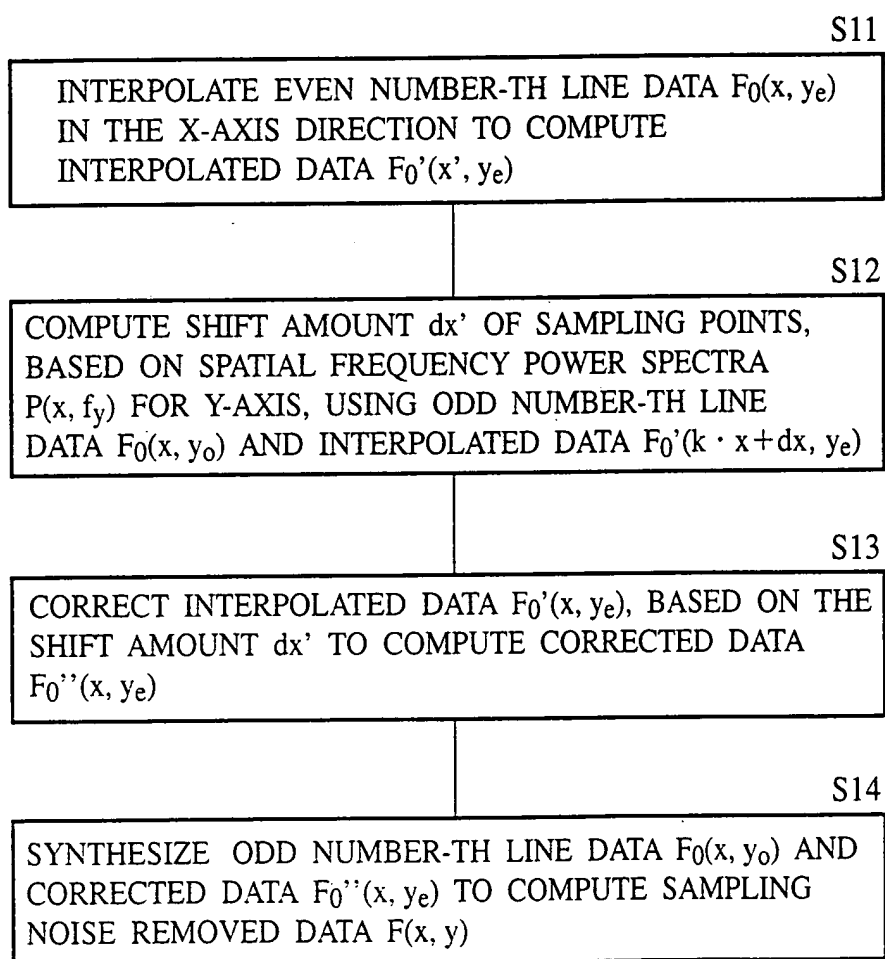 S11
INTERPOLATE EVEN NUMBER-TH LINE DATA F₀(x, yₑ)
IN THE X-AXIS DIRECTION TO COMPUTE
INTERPOLATED DATA F₀’(x’, yₑ)
S12
COMPUTE SHIFT AMOUNT dx’ OF SAMPLING POINTS,
BASED ON SPATIAL FREQUENCY POWER SPECTRA
P(x, f_y) FOR Y-AXIS, USING ODD NUMBER-TH LINE
DATA F₀(x, yₒ) AND INTERPOLATED DATA F₀’(k · x+dx, yₑ)
S13
CORRECT INTERPOLATED DATA F₀’(x, yₑ), BASED ON THE
SHIFT AMOUNT dx’ TO COMPUTE CORRECTED DATA
F₀’’(x, yₑ)
S14
SYNTHESIZE ODD NUMBER-TH LINE DATA F₀(x, yₒ) AND
CORRECTED DATA F₀’’(x, yₑ) TO COMPUTE SAMPLING
NOISE REMOVED DATA F(x, y)